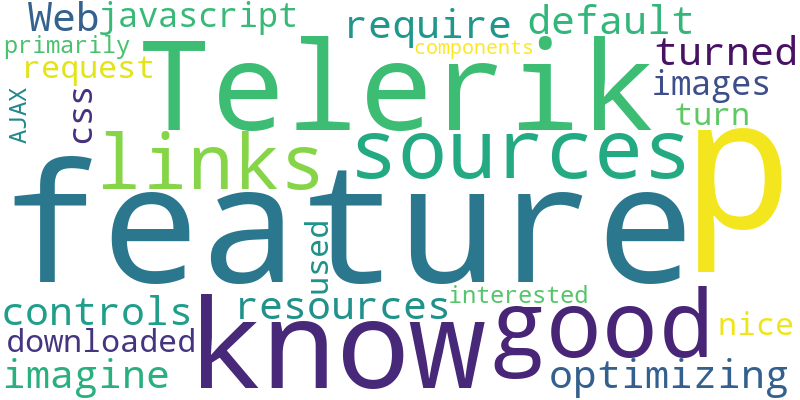 Web javascript require default
primarily components turned
request Telerik images
AJAX css turn
links sources p
feature
used
controls resources interested
downloaded know good nice
imagine optimizing